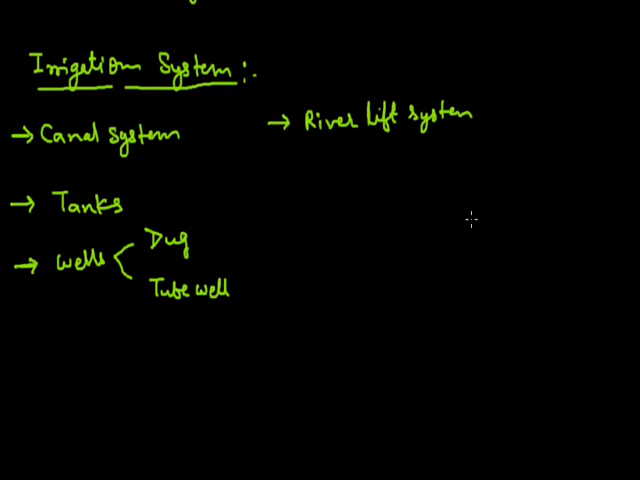 Irrigation System:.
→ Canal system
→ River lift system
→ Tanks
→ Wells
Dug
Tube well